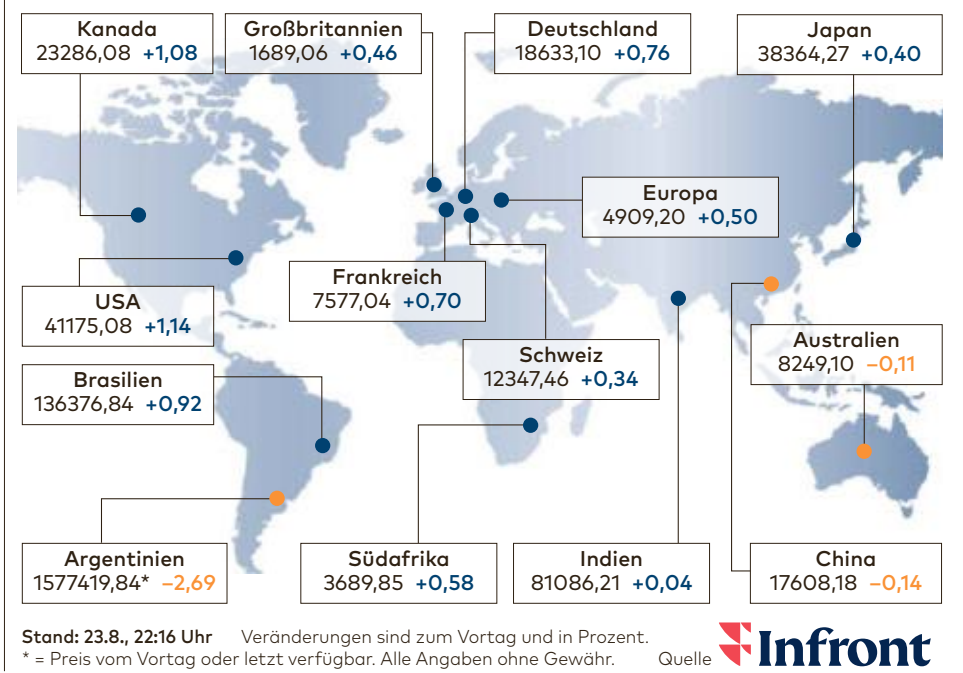 Kanada
23286,08 +1,08
Großbritannien
1689,06 +0,46
Deutschland
18633,10 +0,76
Japan
38364,27 +0,40
Europa
4909,20 +0,50
Frankreich
7577,04 +0,70
USA
41175,08 +1,14
Schweiz
12347,46 +0,34
Australien
8249,10 –0,11
Brasilien
136376,84 +0,92
Argentinien
1577419,84* –2,69
Südafrika
3689,85 +0,58
Indien
81086,21 +0,04
China
17608,18 –0,14
Stand: 23.8., 22:16 Uhr Veränderungen sind zum Vortag und in Prozent.
* = Preis vom Vortag oder letzt verfügbar. Alle Angaben ohne Gewähr. Quelle Infront